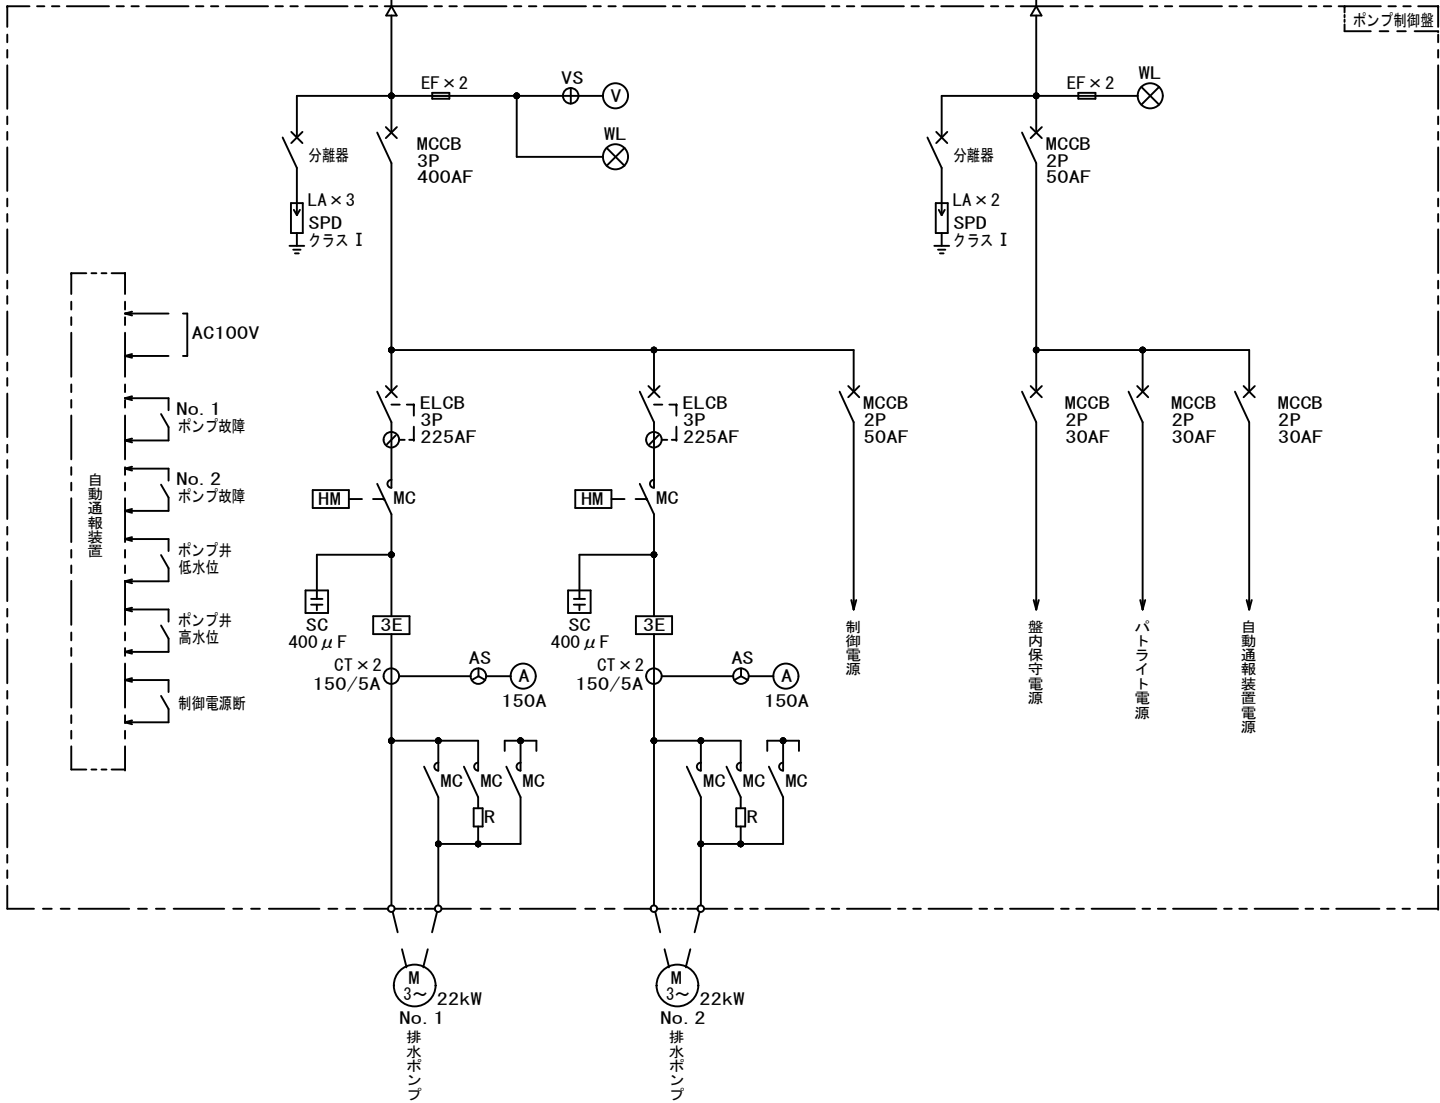 ポンプ制御盤
EF×2
VS
V
WL
分離器
MCCB
3P
400AF
LA×3
SPD
クラスⅠ
EF×2
WL
分離器
MCCB
2P
50AF
LA×2
SPD
クラスⅠ
自動通報装置
AC100V
No. 1
ポンプ故障
No. 2
ポンプ故障
ポンプ井
低水位
ポンプ井
高水位
制御電源断
ELCB
3P
225AF
HM
MC
SC
400μF
3E
CT×2
150/5A
AS
A
150A
MC
MC
MC
R
ELCB
3P
225AF
HM
MC
SC
400μF
3E
CT×2
150/5A
AS
A
150A
MC
MC
MC
R
MCCB
2P
50AF
制御電源
MCCB
2P
30AF
盤内保守電源
MCCB
2P
30AF
パトライト電源
MCCB
2P
30AF
自動通報装置電源
M
3~
22kW
No. 1
排水ポンプ
M
3~
22kW
No. 2
排水ポンプ